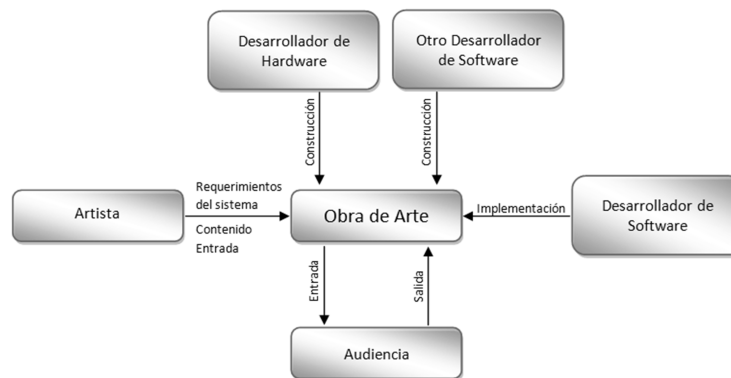 Desarrollador de
Hardware
Otro Desarrollador
de Software
Construcción
Construcción
Artista
Requerimientos
del sistema
Contenido
Entrada
Obra de Arte
Implementación
Desarrollador de
Software
Entrada
Salida
Audiencia